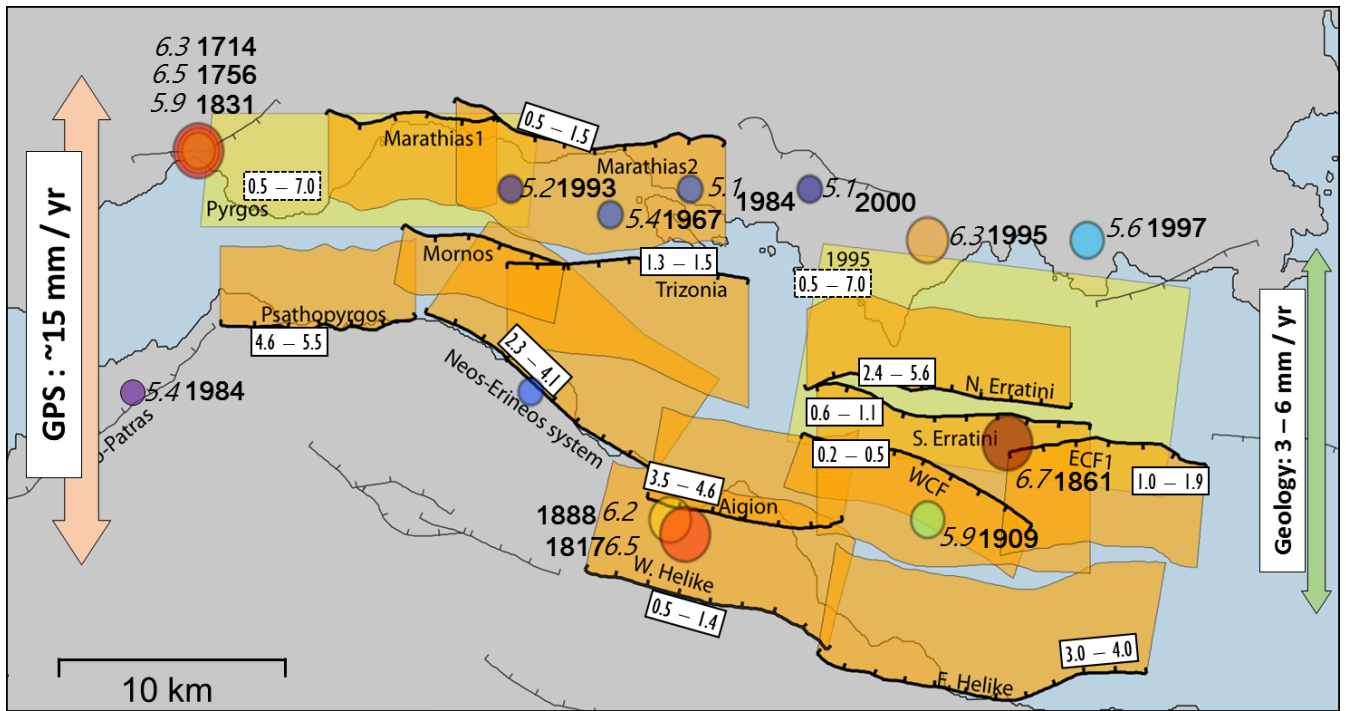 6.3 1714
6.5 1756
5.9 1831
Marathias1
0.5 – 1.5
Marathias2
0.5 – 7.0
Pyrgos
5.2 1993
5.1 1984
5.1 2000
5.4 1967
6.3 1995
5.6 1997
Mornos
1.3 – 1.5
Trizonia
1995
0.5 – 7.0
Psathopyrgos
4.6 – 5.5
2.3 – 4.1
Neos-Erineos system
5.4 1984
o-Patras
2.4 – 5.6
N. Erratini
0.6 – 1.1
S. Erratini
0.2 – 0.5
WCF
ECF1
6.7 1861
1.0 – 1.9
3.5 – 4.6
Aigion
1888 6.2
1817 6.5
5.9 1909
W. Helike
0.5 – 1.4
3.0 – 4.0
E. Helike
GPS : ~15 mm / yr
Geology: 3 – 6 mm / yr
10 km